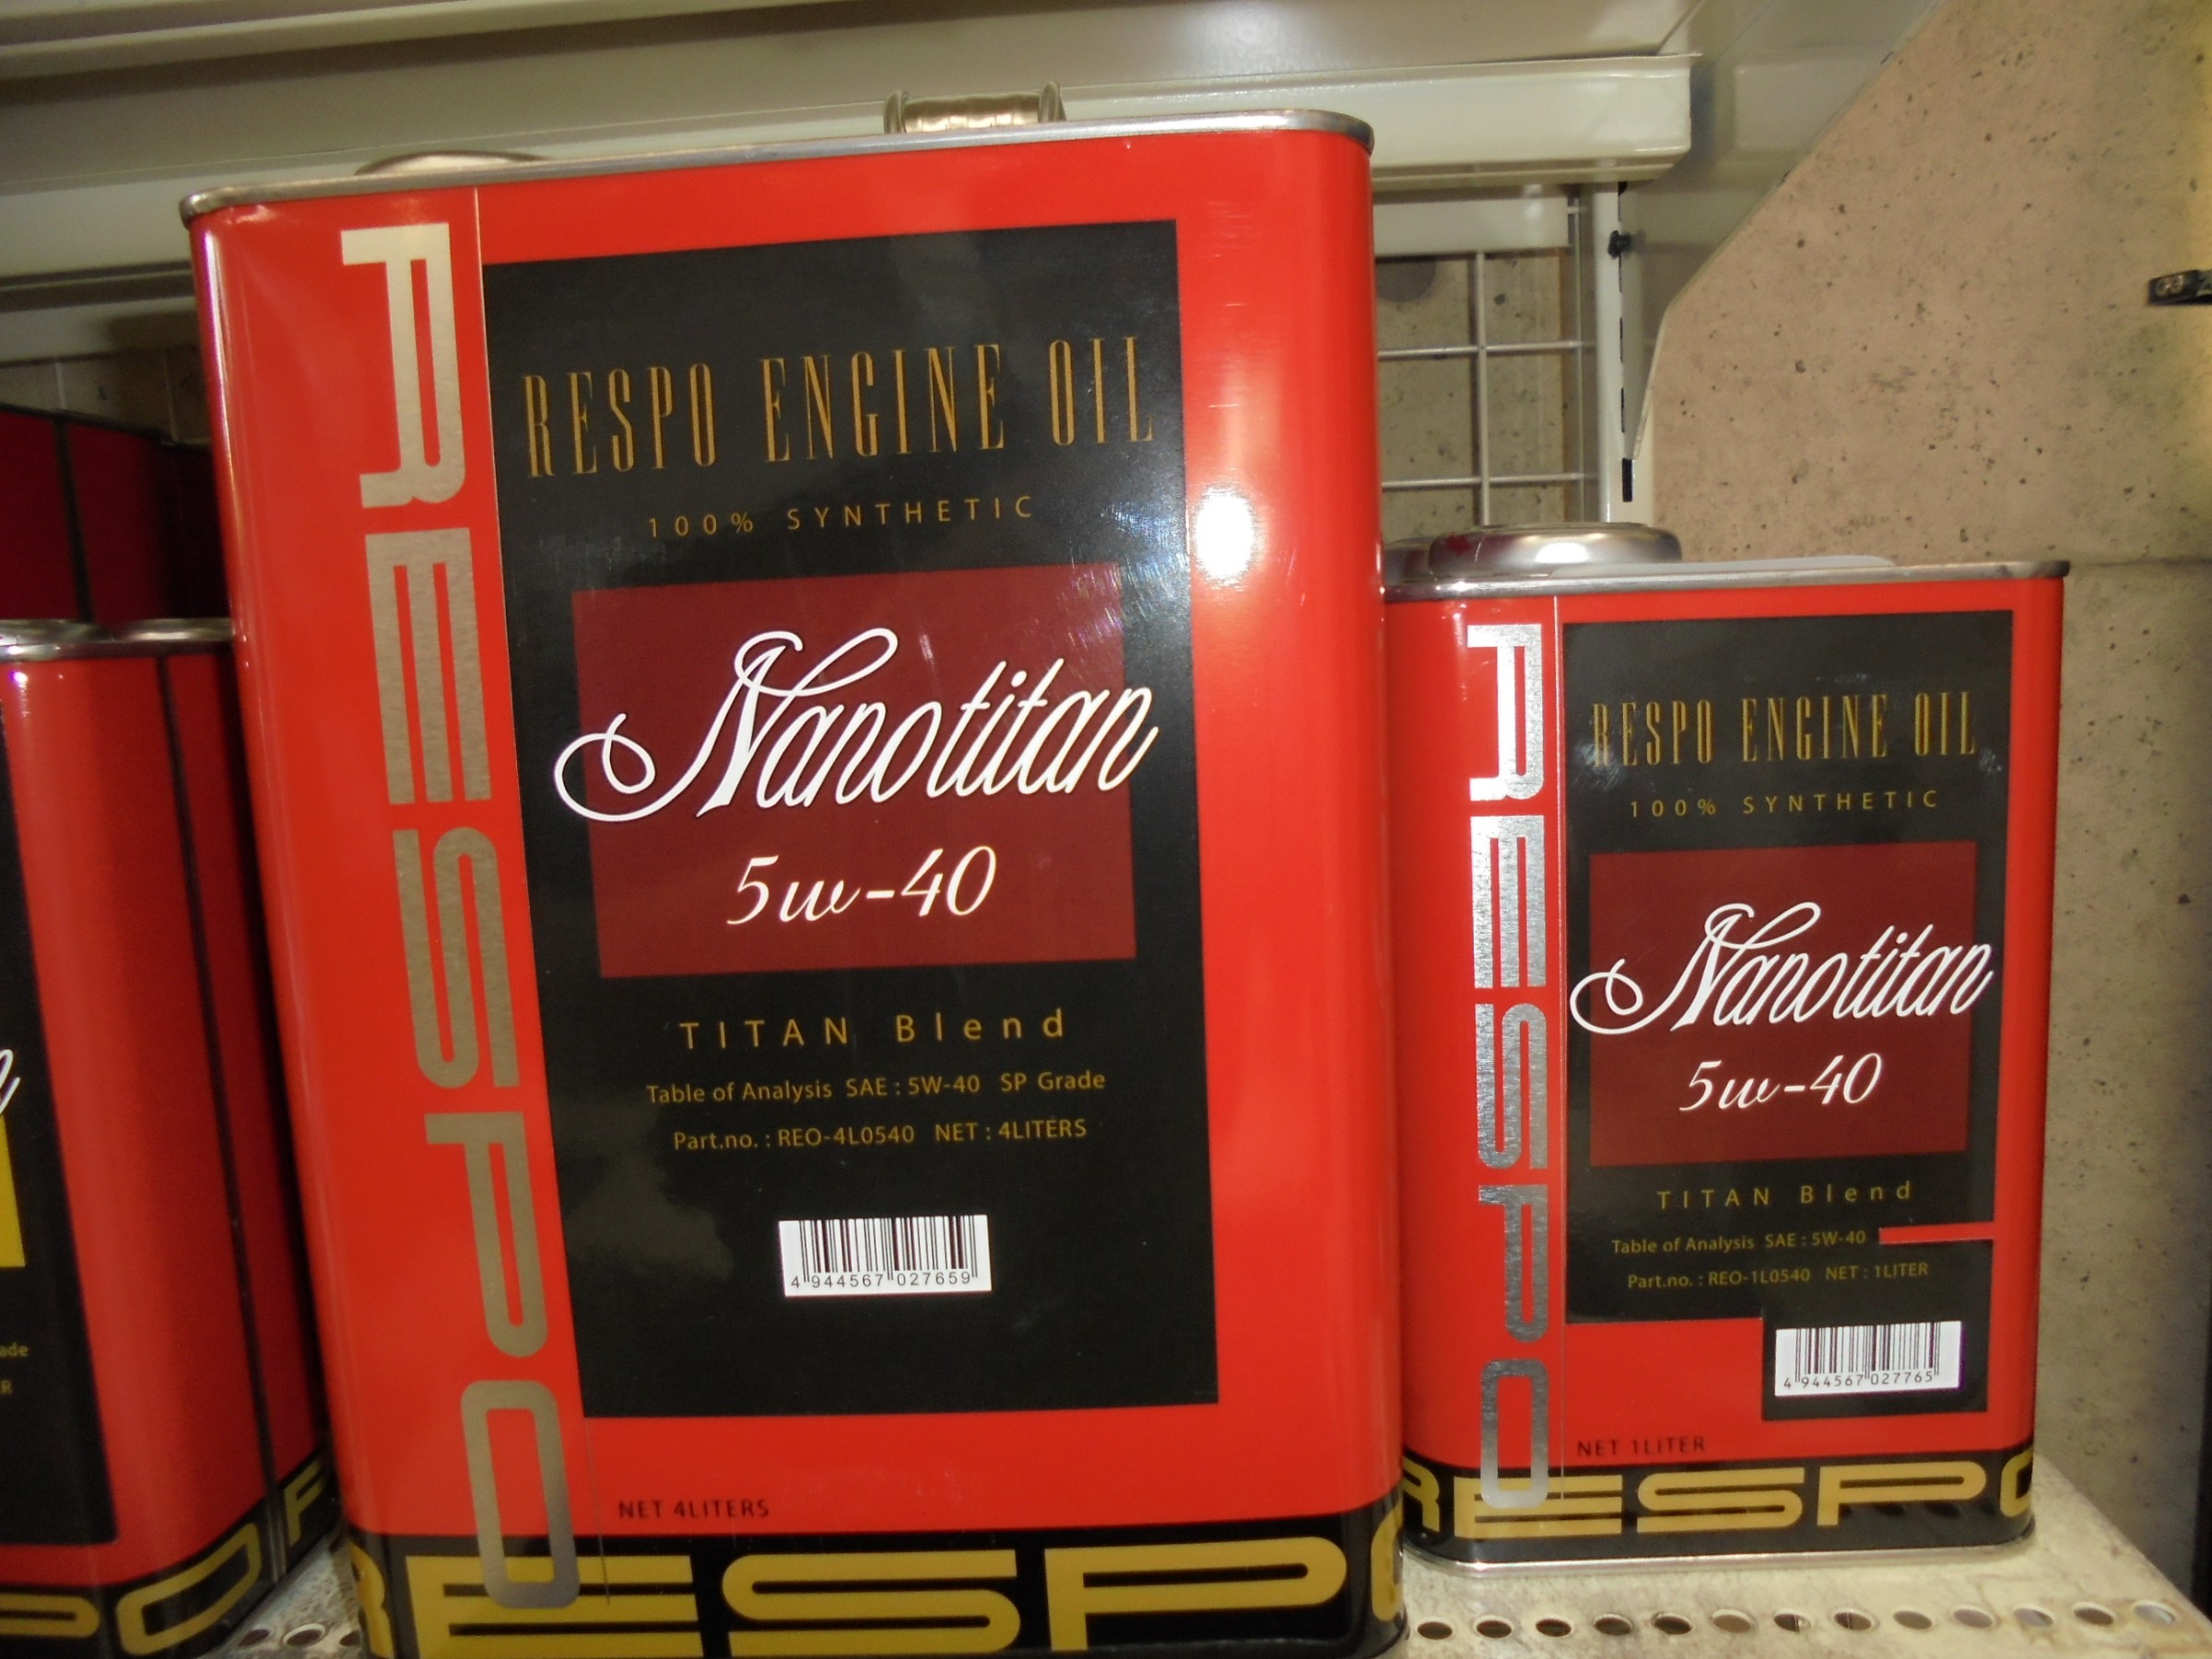 RESPO
RESPO ENGINE OIL
100% SYNTHETIC
Nanotitan
5w-40
TITAN Blend
Table of Analysis SAE : 5W-40 SP Grade
Part.no. : REO-4L0540 NET : 4LITERS
4 944567 027659
NET 4LITERS
RESPO
RESPO
RESPO ENGINE OIL
100% SYNTHETIC
Nanotitan
5w-40
TITAN Blend
Table of Analysis SAE : 5W-40
Part.no. : REO-1L0540 NET : 1LITER
4 944567 027765
NET 1LITER
RESPO